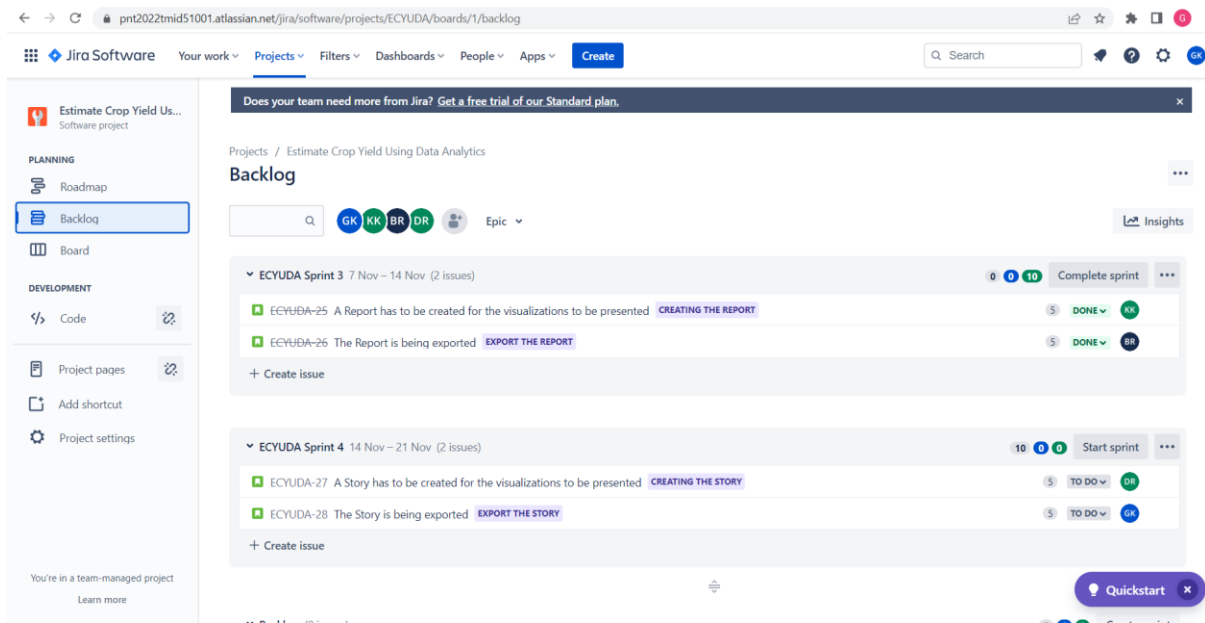 pnt2022tmid51001.atlassian.net/jira/software/projects/ECYUDA/boards/1/backlog
G
Jira Software Your work Projects Filters Dashboards People Apps Create Search GK
Estimate Crop Yield Us...
Software project
PLANNING
Roadmap
Backlog
Board
DEVELOPMENT
Code
Project pages
Add shortcut
Project settings
You're in a team-managed project
Learn more
Does your team need more from Jira? Get a free trial of our Standard plan.
Projects / Estimate Crop Yield Using Data Analytics
Backlog
GK KK BR DR Epic Insights
ECYUDA Sprint 3 7 Nov – 14 Nov (2 issues) 0 0 10 Complete sprint
ECYUDA-25 A Report has to be created for the visualizations to be presented CREATING THE REPORT 5 DONE KK
ECYUDA-26 The Report is being exported EXPORT THE REPORT 5 DONE BR
+ Create issue
ECYUDA Sprint 4 14 Nov – 21 Nov (2 issues) 10 0 0 Start sprint
ECYUDA-27 A Story has to be created for the visualizations to be presented CREATING THE STORY 5 TO DO DR
ECYUDA-28 The Story is being exported EXPORT THE STORY 5 TO DO GK
+ Create issue
Quickstart